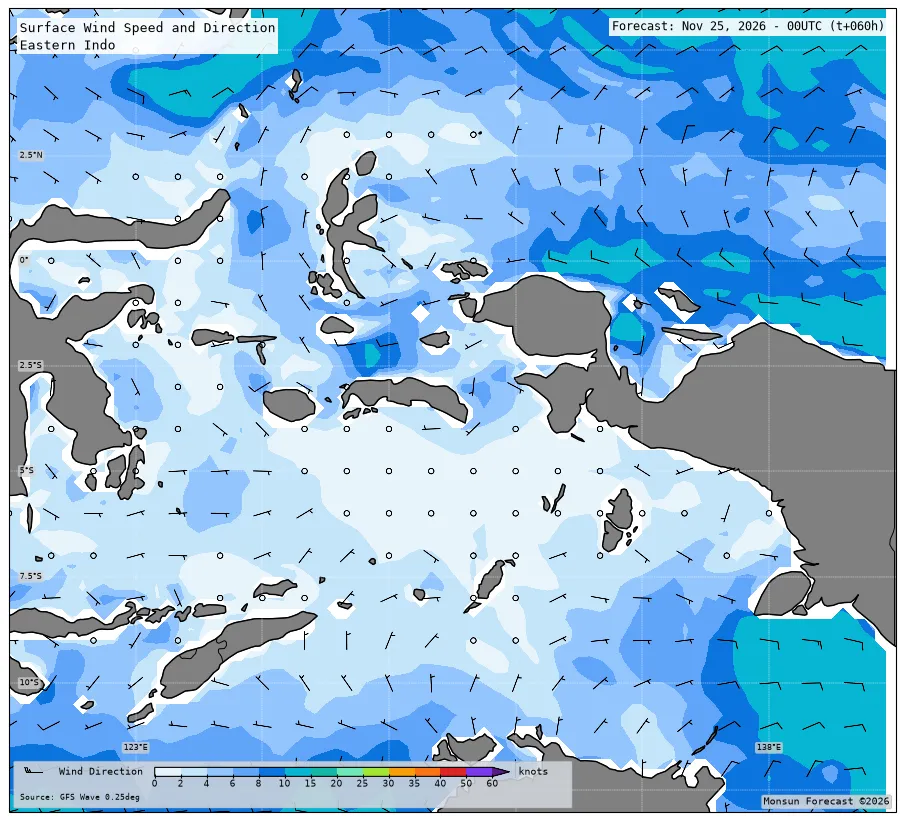 Surface Wind Speed and Direction
Eastern Indo
Forecast: Nov 25, 2026 - 00UTC (t+060h)
2.5°N
0°
2.5°S
5°S
7.5°S
10°S
123°E
138°E
Wind Direction
knots
0 2 4 6 8 10 15 20 25 30 35 40 50 60
Source: GFS Wave 0.25deg
Monsun Forecast ©2026